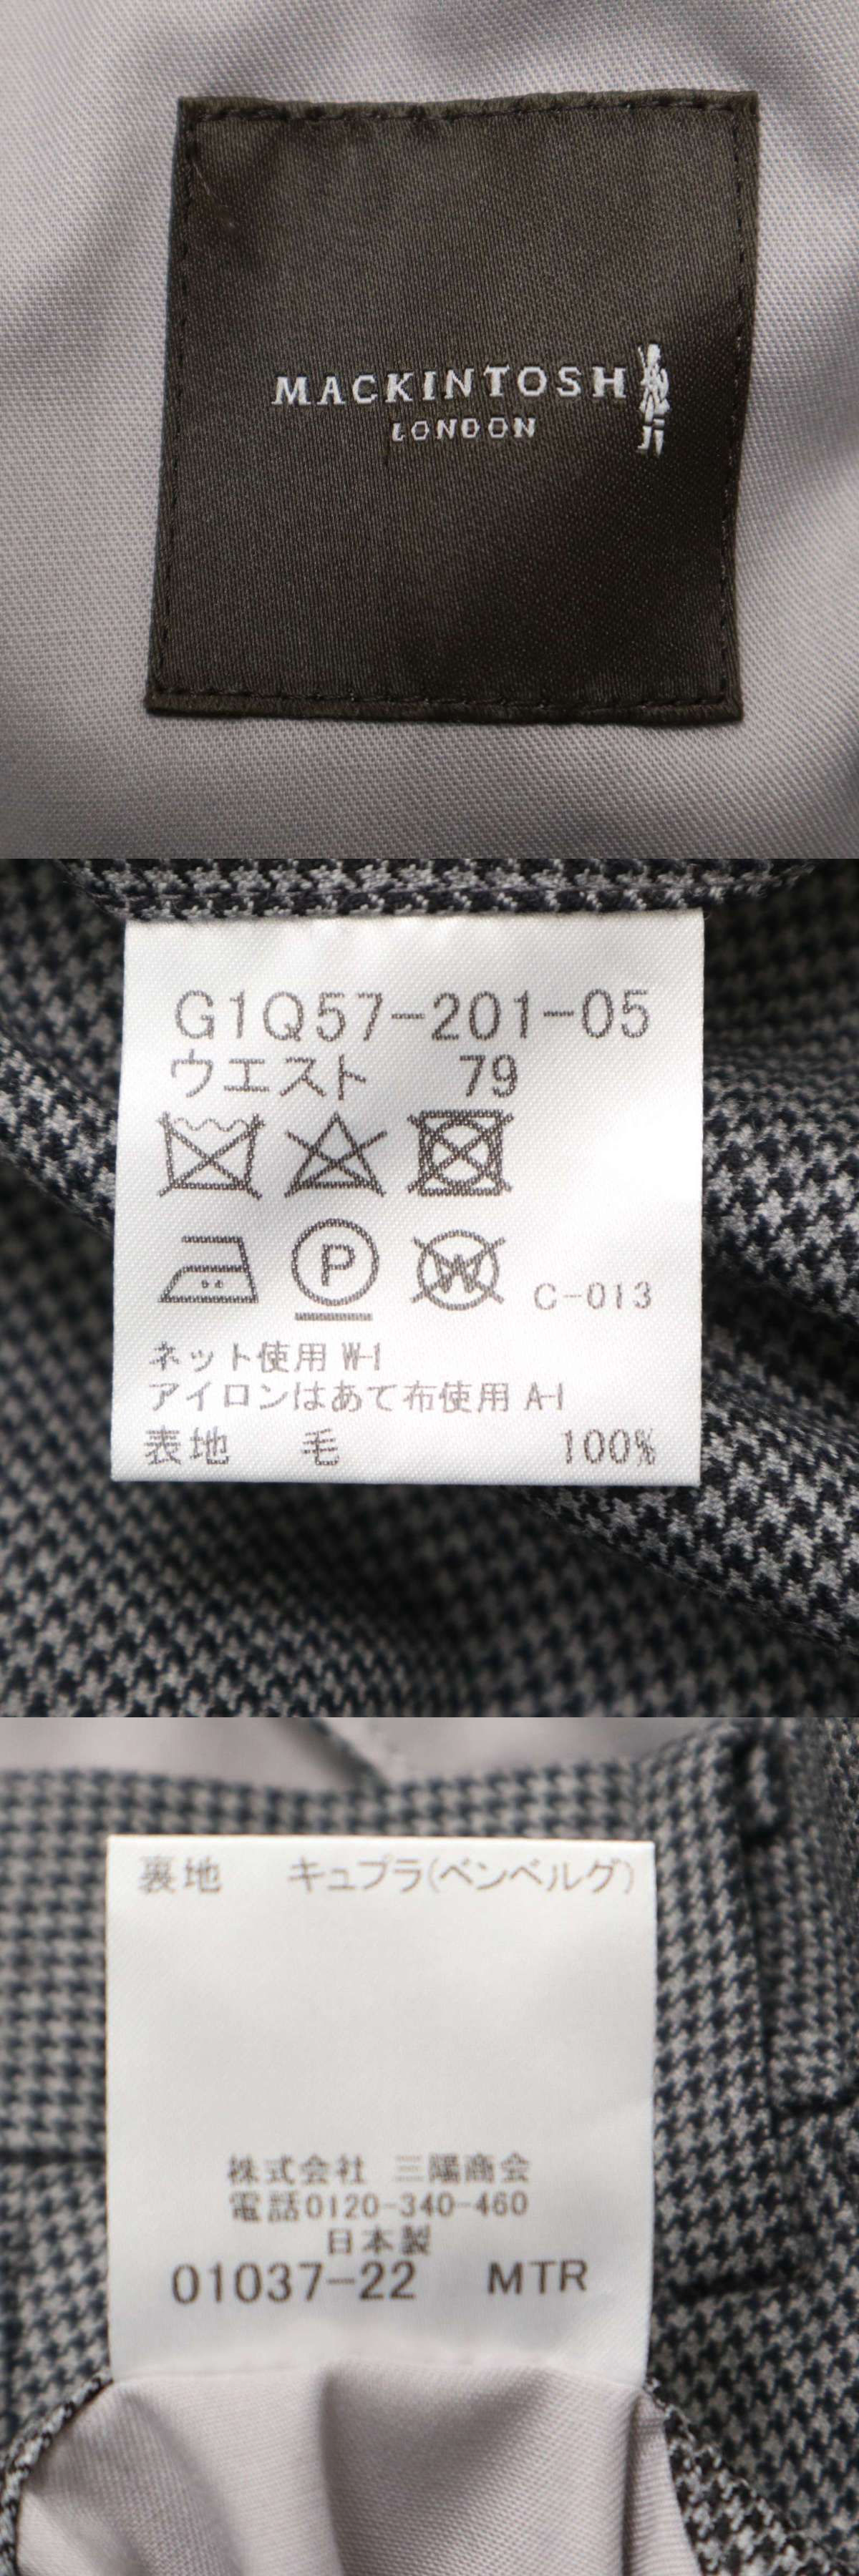 MACKINTOSH
LONDON
G1Q57-201-05
ウエスト 79
P W C-013
ネット使用 W-1
アイロンはあて布使用 A-1
表地 毛 100%
裏地 キュプラ(ベンベルグ)
株式会社 三陽商会
電話0120-340-460
日本製
01037-22 MTR